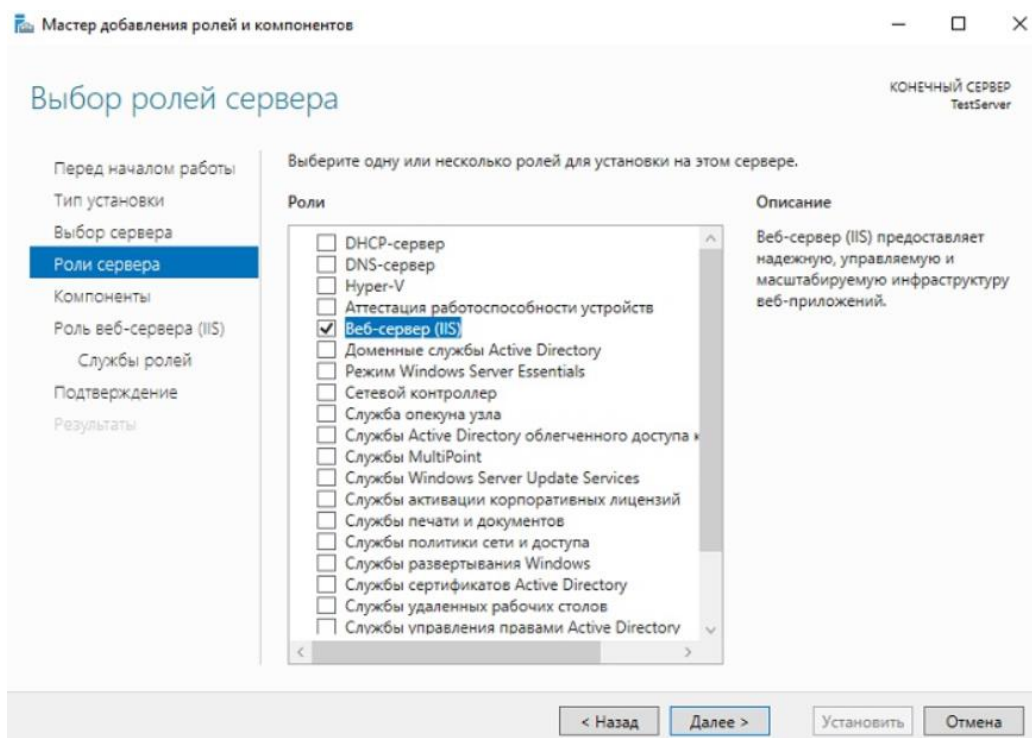 Мастер добавления ролей и компонентов
Выбор ролей сервера
КОНЕЧНЫЙ СЕРВЕР
TestServer
Перед началом работы
Тип установки
Выбор сервера
Роли сервера
Компоненты
Роль веб-сервера (IIS)
Службы ролей
Подтверждение
Результаты
Выберите одну или несколько ролей для установки на этом сервере.
Роли
DHCP-сервер
DNS-сервер
Hyper-V
Аттестация работоспособности устройств
Веб-сервер (IIS)
Доменные службы Active Directory
Режим Windows Server Essentials
Сетевой контроллер
Служба опекуна узла
Службы Active Directory облегченного доступа к
Службы MultiPoint
Службы Windows Server Update Services
Службы активации корпоративных лицензий
Службы печати и документов
Службы политики сети и доступа
Службы развертывания Windows
Службы сертификатов Active Directory
Службы удаленных рабочих столов
Службы управления правами Active Directory
Описание
Веб-сервер (IIS) предоставляет
надежную, управляемую и
масштабируемую инфраструктуру
веб-приложений.
< Назад
Далее >
Установить
Отмена